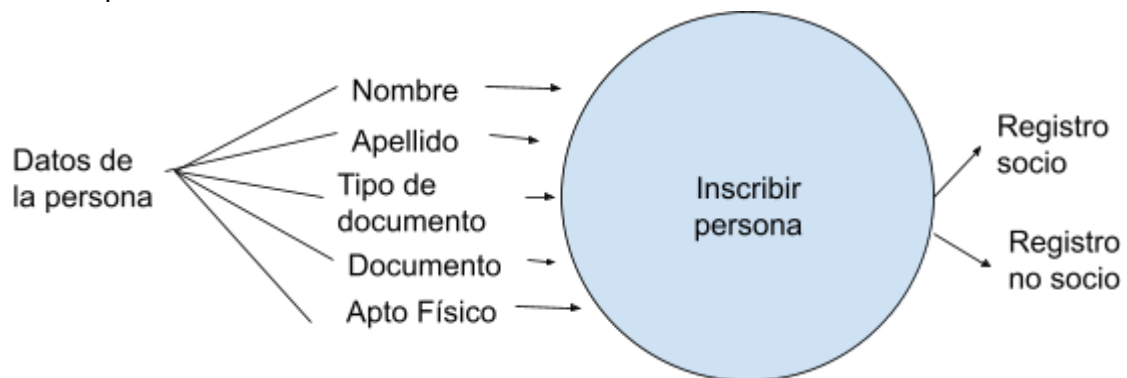 Datos de
la persona
Nombre
Apellido
Tipo de
documento
Documento
Apto Físico
Inscribir
persona
Registro
socio
Registro
no socio